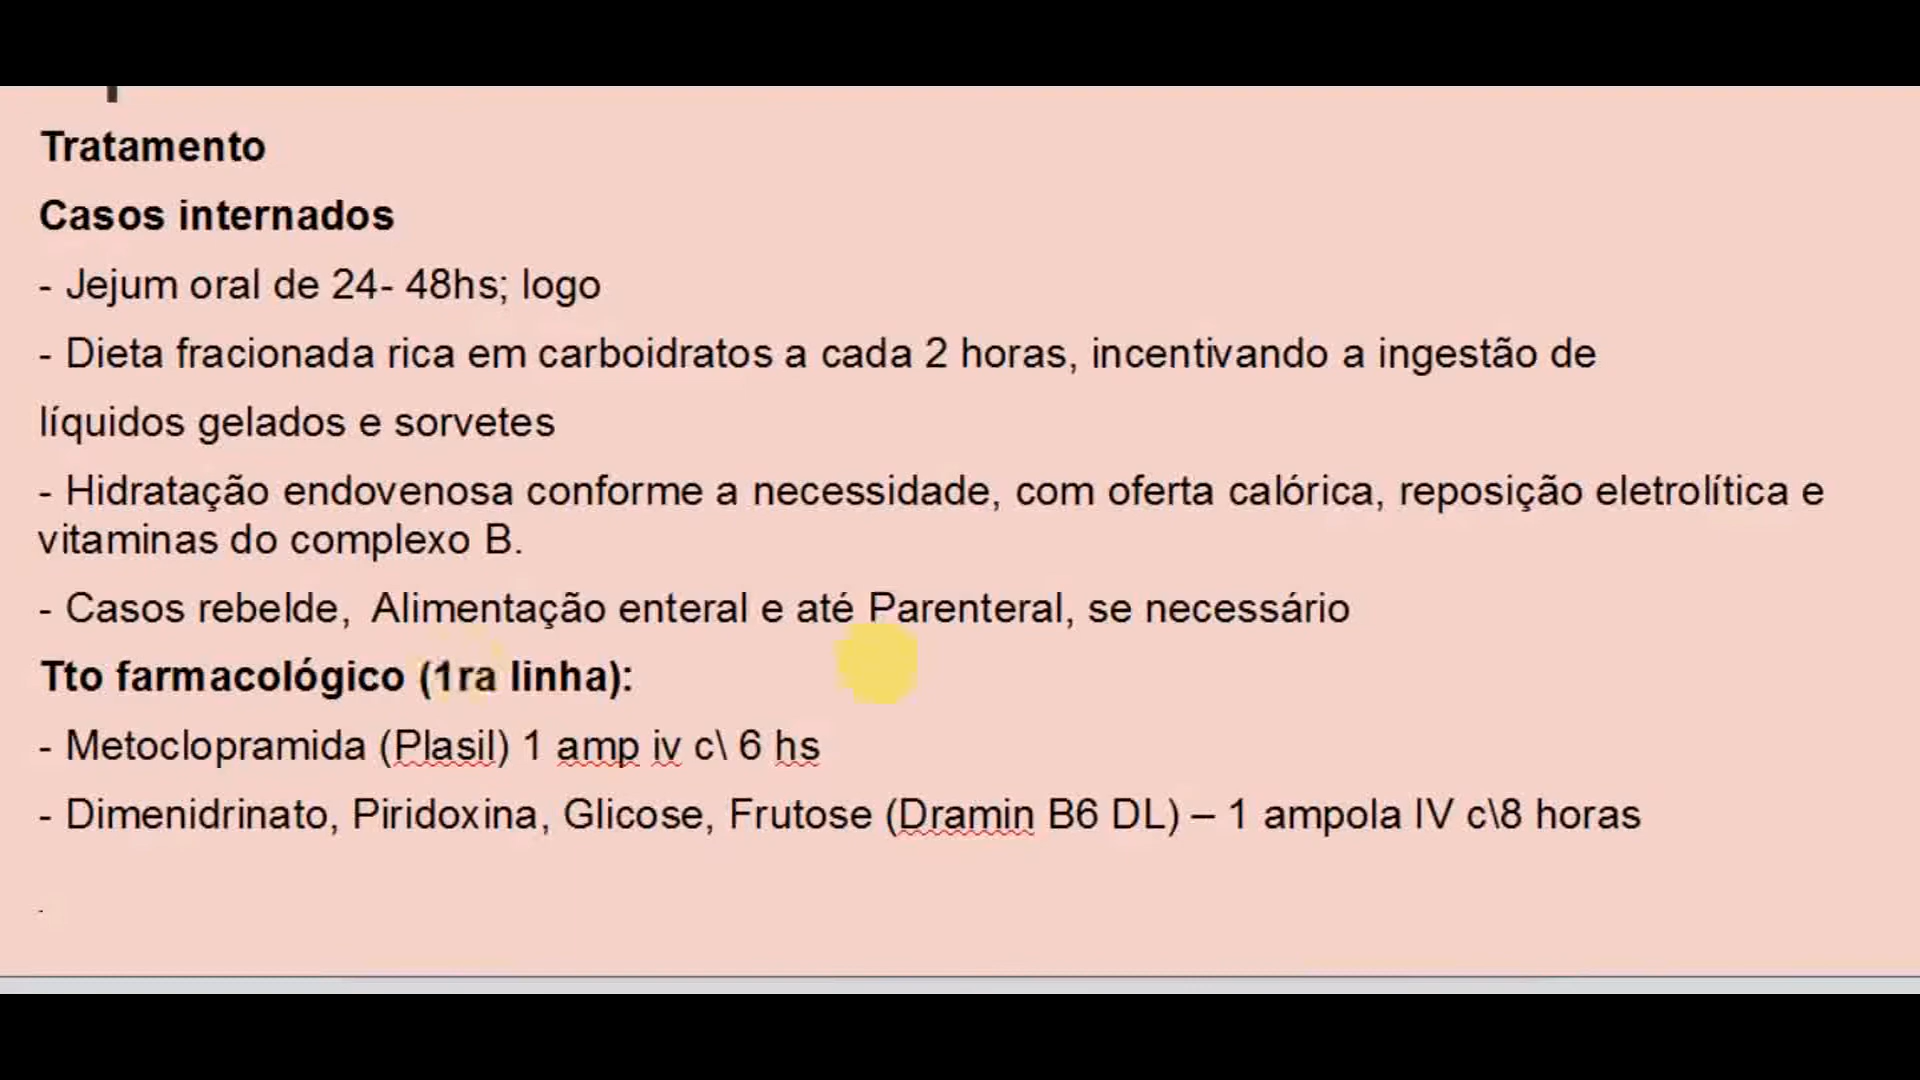 Tratamento
Casos internados
- Jejum oral de 24- 48hs; logo
- Dieta fracionada rica em carboidratos a cada 2 horas, incentivando a ingestão de
líquidos gelados e sorvetes
- Hidratação endovenosa conforme a necessidade, com oferta calórica, reposição eletrolítica e
vitaminas do complexo B.
- Casos rebelde, Alimentação enteral e até Parenteral, se necessário
Tto farmacológico (1ra linha):
- Metoclopramida (Plasil) 1 amp iv c\ 6 hs
- Dimenidrinato, Piridoxina, Glicose, Frutose (Dramin B6 DL) – 1 ampola IV c\8 horas
-